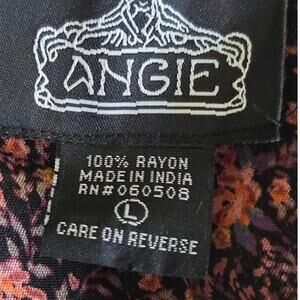 ANGIE
100% RAYON
MADE IN INDIA
RN#060508
L
CARE ON REVERSE